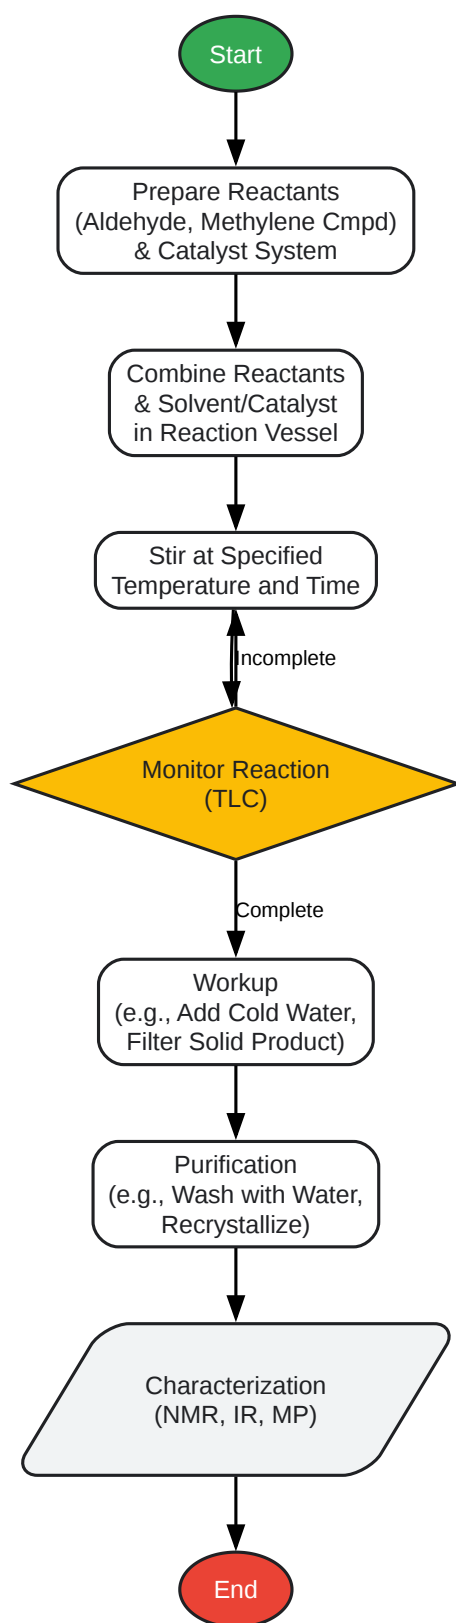 Start
Prepare Reactants
(Aldehyde, Methylene Cmpd)
& Catalyst System
Combine Reactants
& Solvent/Catalyst
in Reaction Vessel
Stir at Specified
Temperature and Time
Incomplete
Monitor Reaction
(TLC)
Complete
Workup
(e.g., Add Cold Water,
Filter Solid Product)
Purification
(e.g., Wash with Water,
Recrystallize)
Characterization
(NMR, IR, MP)
End